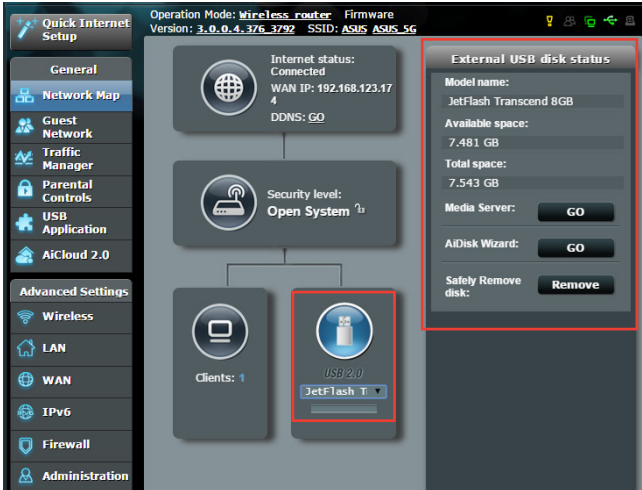 Quick Internet
Setup
General
Network Map
Guest
Network
Traffic
Manager
Parental
Controls
USB
Application
AiCloud 2.0
Advanced Settings
Wireless
LAN
WAN
IPv6
Firewall
Administration
Operation Mode: Wireless router Firmware
Version: 3.0.0.4.376_3792 SSID: ASUS ASUS_5G
Internet status:
Connected
WAN IP: 192.168.123.17
4
DDNS: GO
Security level:
Open System
Clients: 1
USB 2.0
JetFlash T
External USB disk status
Model name:
JetFlash Transcend 8GB
Available space:
7.481 GB
Total space:
7.543 GB
Media Server: GO
AiDisk Wizard: GO
Safely Remove
disk: Remove